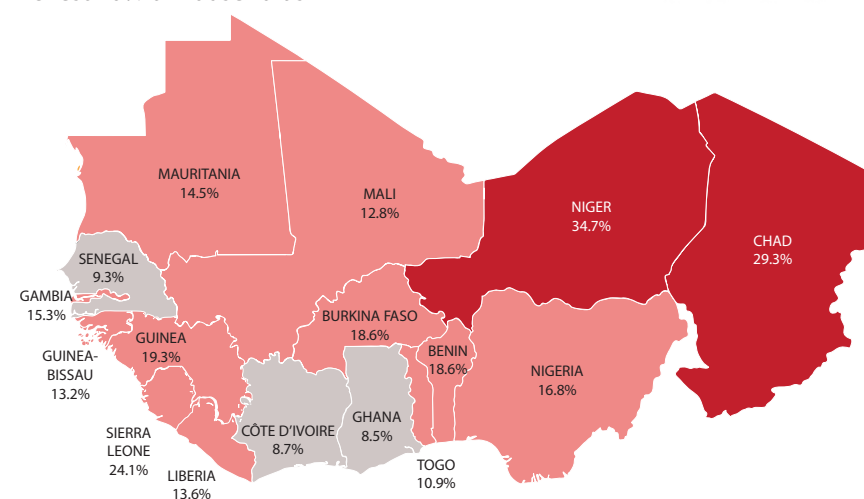 MAURITANIA
14.5%
MALI
12.8%
NIGER
34.7%
CHAD
29.3%
SENEGAL
9.3%
GAMBIA
15.3%
GUINEA-
BISSAU
13.2%
GUINEA
19.3%
BURKINA FASO
18.6%
BENIN
18.6%
NIGERIA
16.8%
SIERRA
LEONE
24.1%
LIBERIA
13.6%
CÔTE D'IVOIRE
8.7%
GHANA
8.5%
TOGO
10.9%